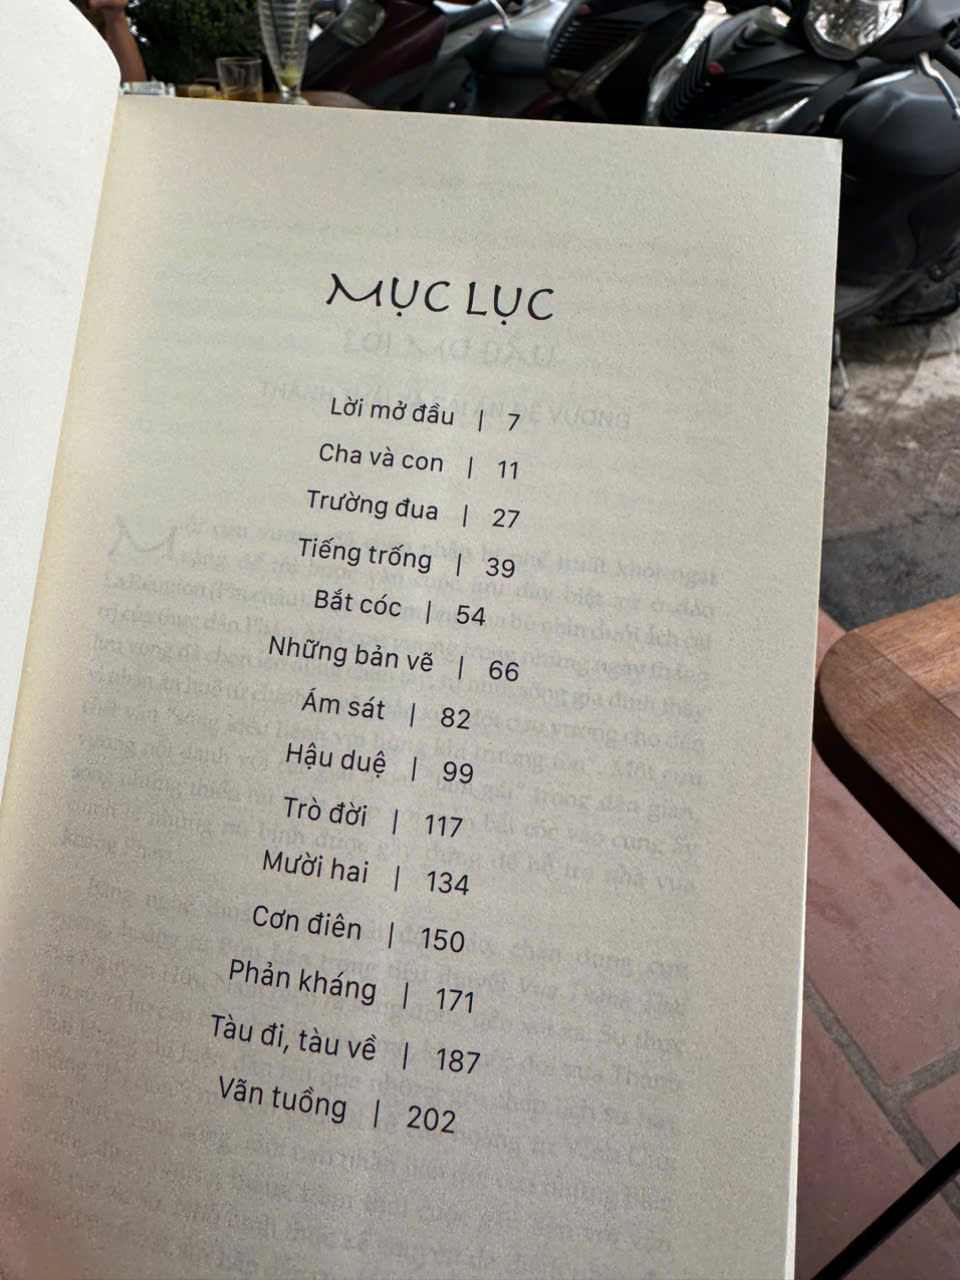 MỤC LỤC
Lời mở đầu | 7
Cha và con | 11
Trường đua | 27
Tiếng trống | 39
Bắt cóc | 54
Những bản vẽ | 66
Ám sát | 82
Hậu duệ | 99
Trò đời | 117
Mười hai | 134
Cơn điên | 150
Phản kháng | 171
Tàu đi, tàu về | 187
Vãn tuồng | 202